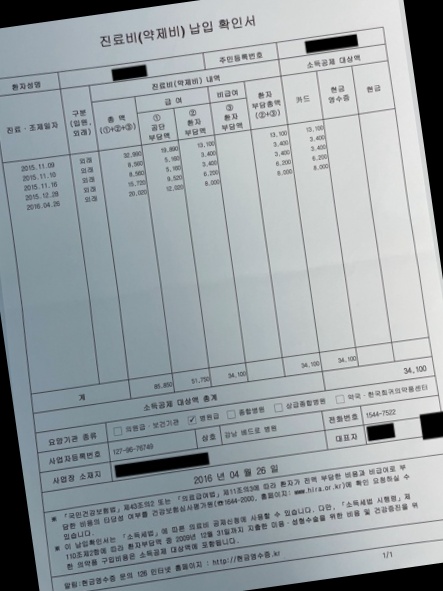 진료비(약제비) 납입 확인서
환자성명 주민등록번호
진료비(약제비) 내역 소득공제 대상액
진료·조제일자 구분(입원, 외래) 총 액 (①+②+③) 급 여 비급여 환자 부담총액 (②+③) 카드 현금 영수증 현금
① 공단 부담액 ② 환자 부담액 ③ 환자 부담액
2015.11.09 외래 32,900 19,800 13,100 13,100 13,100
2015.11.10 외래 8,560 5,160 3,400 3,400 3,400
2015.11.16 외래 8,560 5,160 3,400 3,400 3,400
2015.12.28 외래 15,720 9,520 6,200 6,200 6,200
2016.04.26 외래 20,020 12,020 8,000 8,000 8,000
계 51,750 34,100 34,100 34,100
소득공제 대상액 총계 34,100
요양기관 종류 의원급·보건기관 ✓ 병원급 종합병원 상급종합병원 약국·한국희귀의약품센터
사업자등록번호 상호 강남 베드로 병원 전화번호 1544-7522
사업장 소재지 대표자
2016 년 04 월 26 일
* 「국민건강보험법」 제43조의2 또는 「의료급여법」 제11조의3에 따라 환자가 전액 부담한 비용과 비급여로 부
담한 비용의 타당성 여부를 건강보험심사평가원(☎1644-2000, 홈페이지: www.hira.or.kr)에 확인 요청하실 수
있습니다.
* 이 납입확인서는 「소득세법」에 따른 의료비 공제신청에 사용할 수 있습니다. 다만, 「소득세법 시행령」 제
110조제2항에 따라 환자부담액 중 2009년 12월 31일까지 지출한 미용·성형수술을 위한 비용 및 건강증진을 위
한 의약품 구입비용은 소득공제 대상액에 포함됩니다.
알림:현금영수증 문의 126 인터넷 홈페이지 : http://현금영수증.kr
1/1